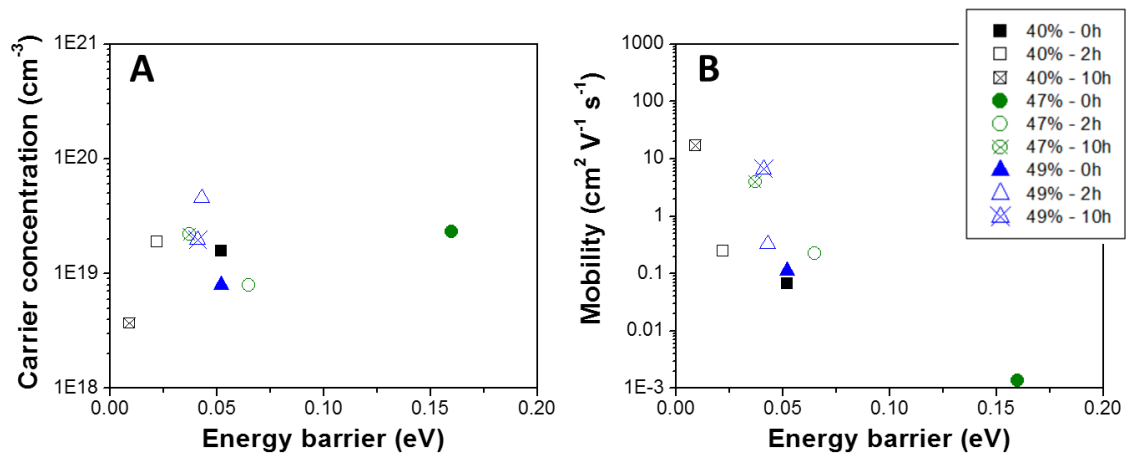 A
1E21
1E20
1E19
1E18
Carrier concentration (cm-3)
0.00 0.05 0.10 0.15 0.20
Energy barrier (eV)
B
1000
100
10
1
0.1
0.01
1E-3
Mobility (cm2 V-1 s-1)
0.00 0.05 0.10 0.15 0.20
Energy barrier (eV)
40% - 0h
40% - 2h
40% - 10h
47% - 0h
47% - 2h
47% - 10h
49% - 0h
49% - 2h
49% - 10h